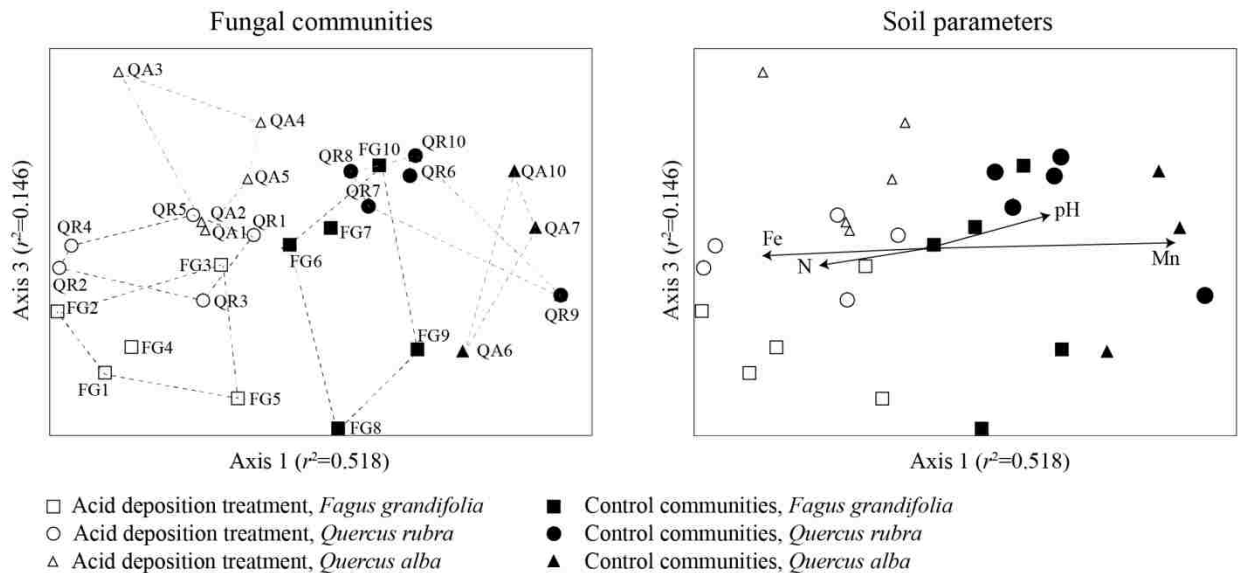 Fungal communities
Soil parameters
QA3
QA4
QA5
QR5
QA2
QA1
QR1
QR4
QR2
FG3
QR3
FG2
FG4
FG1
FG5
QR8
FG10
QR10
QR6
QR7
FG7
FG6
QA10
QA7
QR9
FG9
QA6
FG8
Axis 3 (r²=0.146)
Axis 1 (r²=0.518)
pH
Fe
N
Mn
Axis 3 (r²=0.146)
Axis 1 (r²=0.518)
Acid deposition treatment, Fagus grandifolia
Acid deposition treatment, Quercus rubra
Acid deposition treatment, Quercus alba
Control communities, Fagus grandifolia
Control communities, Quercus rubra
Control communities, Quercus alba